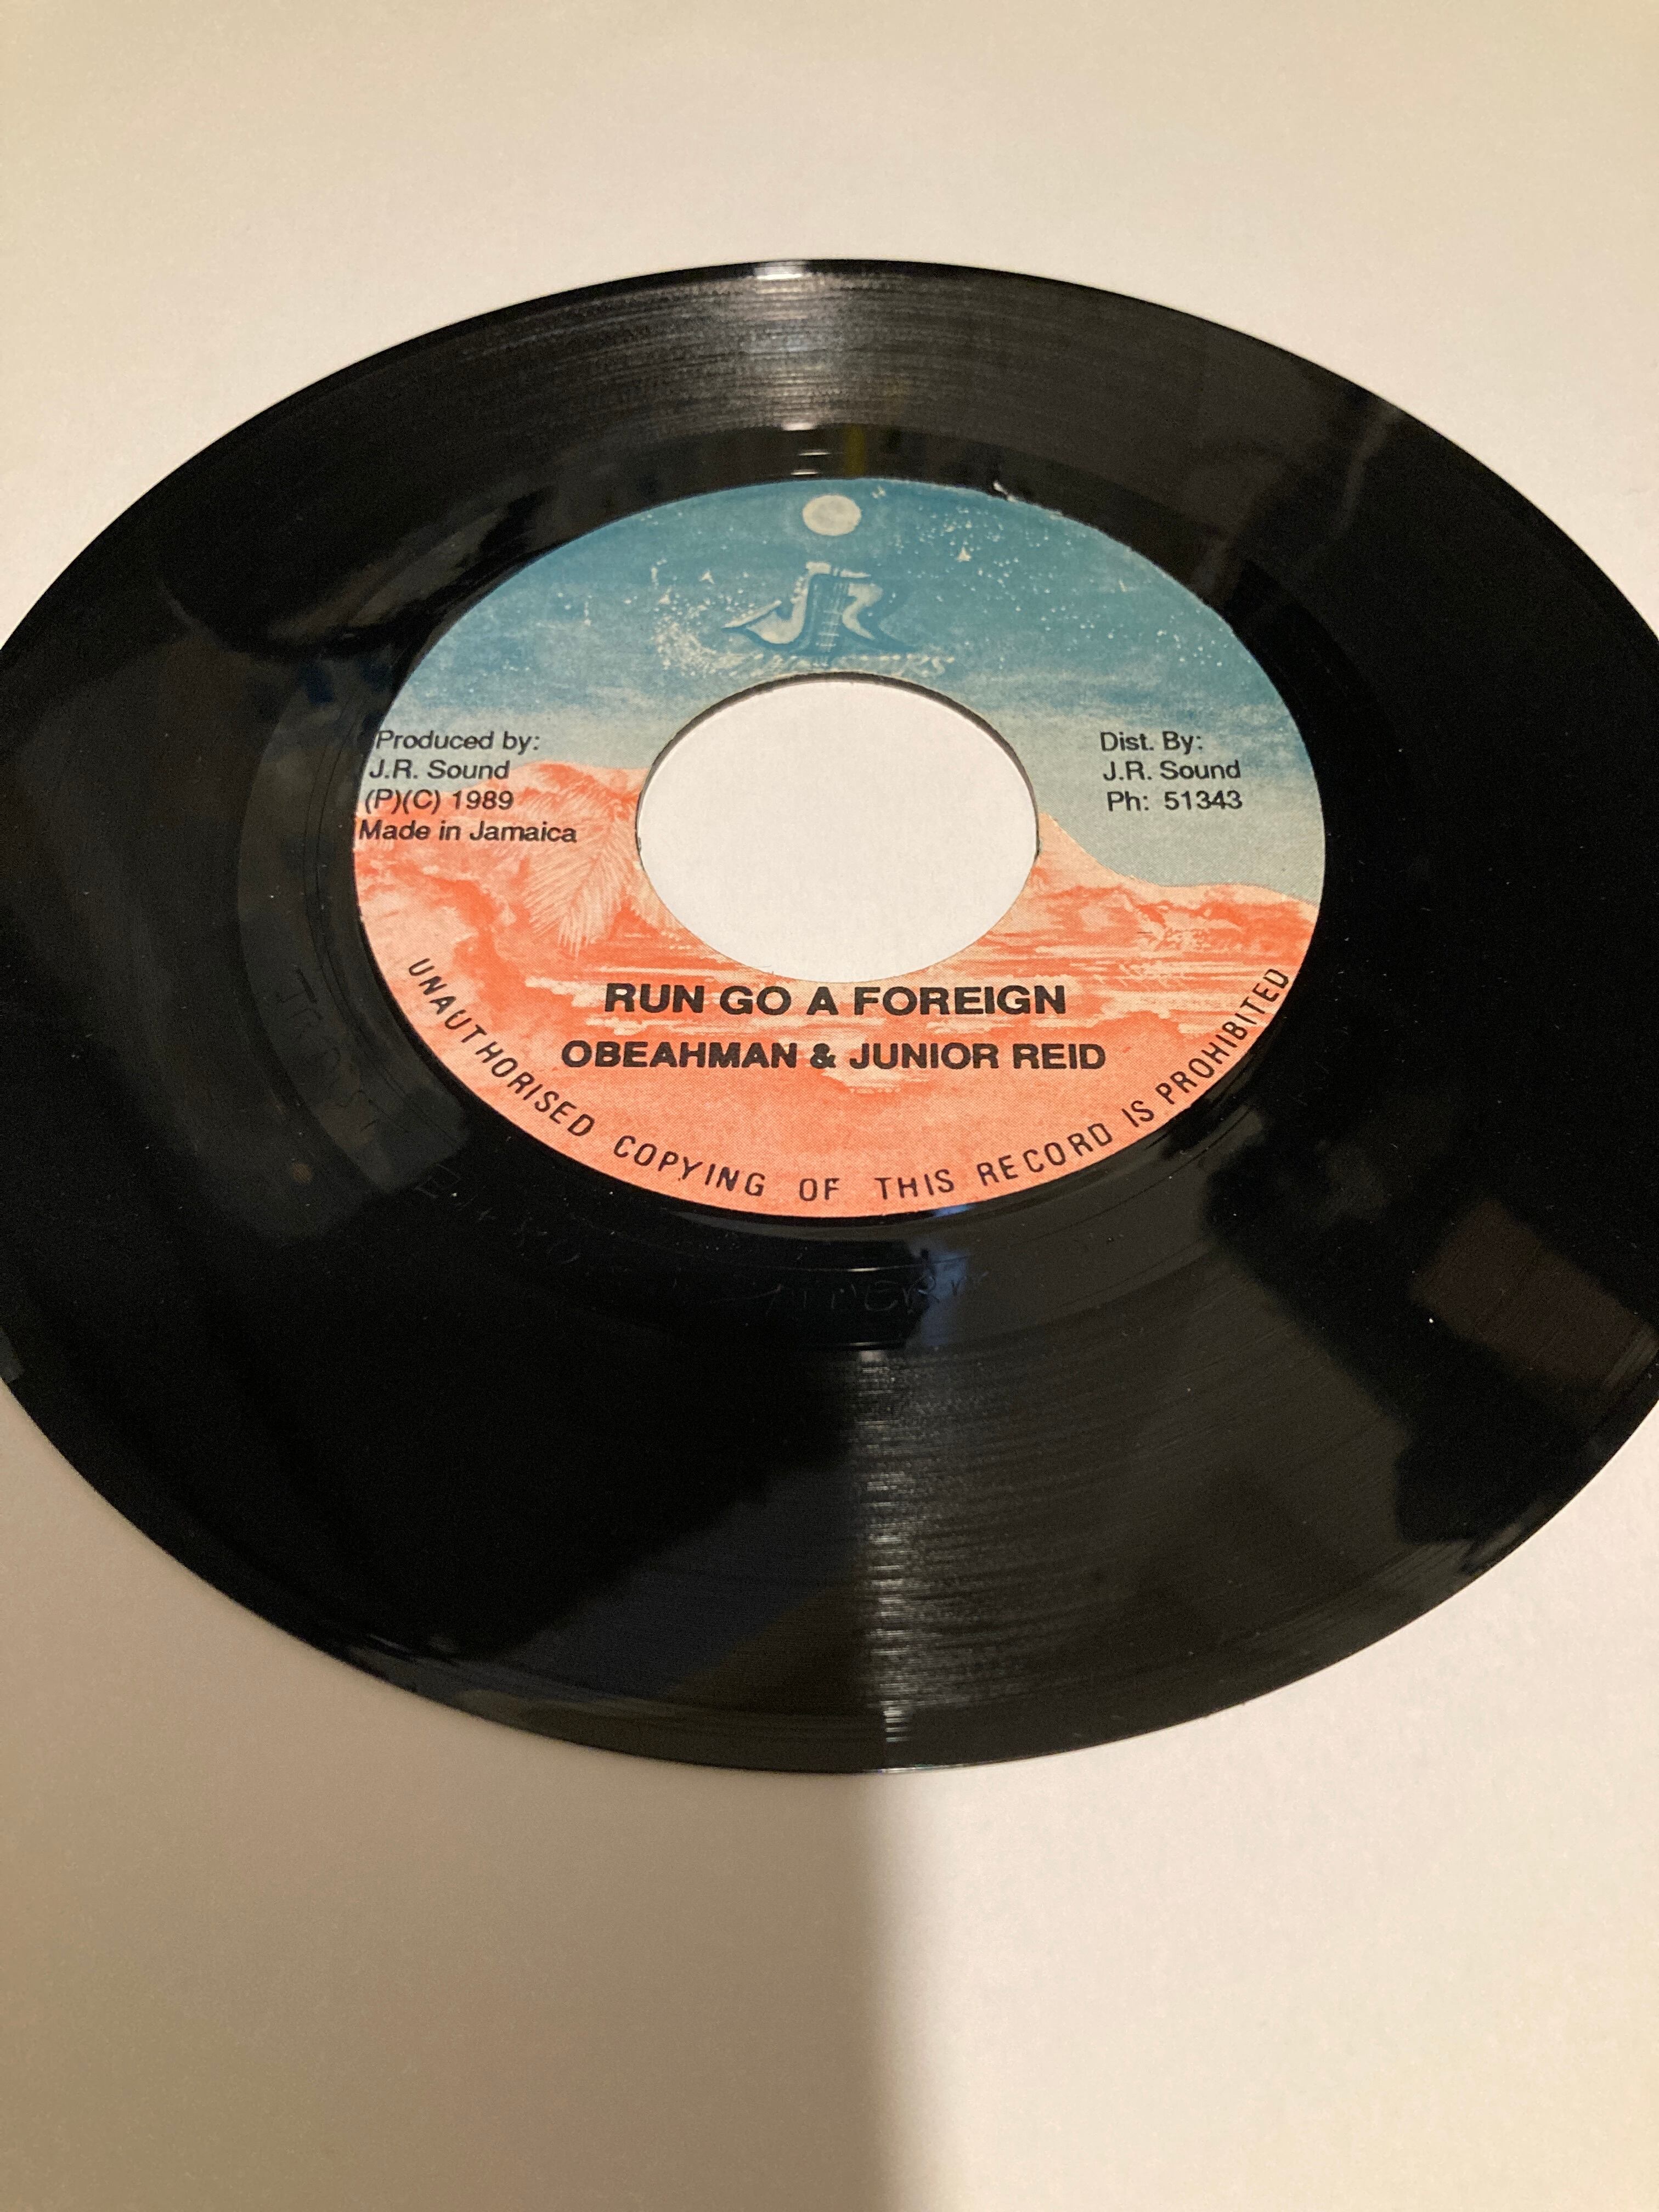 JR
Produced by:
J.R. Sound
(P)(C) 1989
Made in Jamaica
Dist. By:
J.R. Sound
Ph: 51343
RUN GO A FOREIGN
OBEAHMAN & JUNIOR REID
UNAUTHORISED COPYING OF THIS RECORD IS PROHIBITED